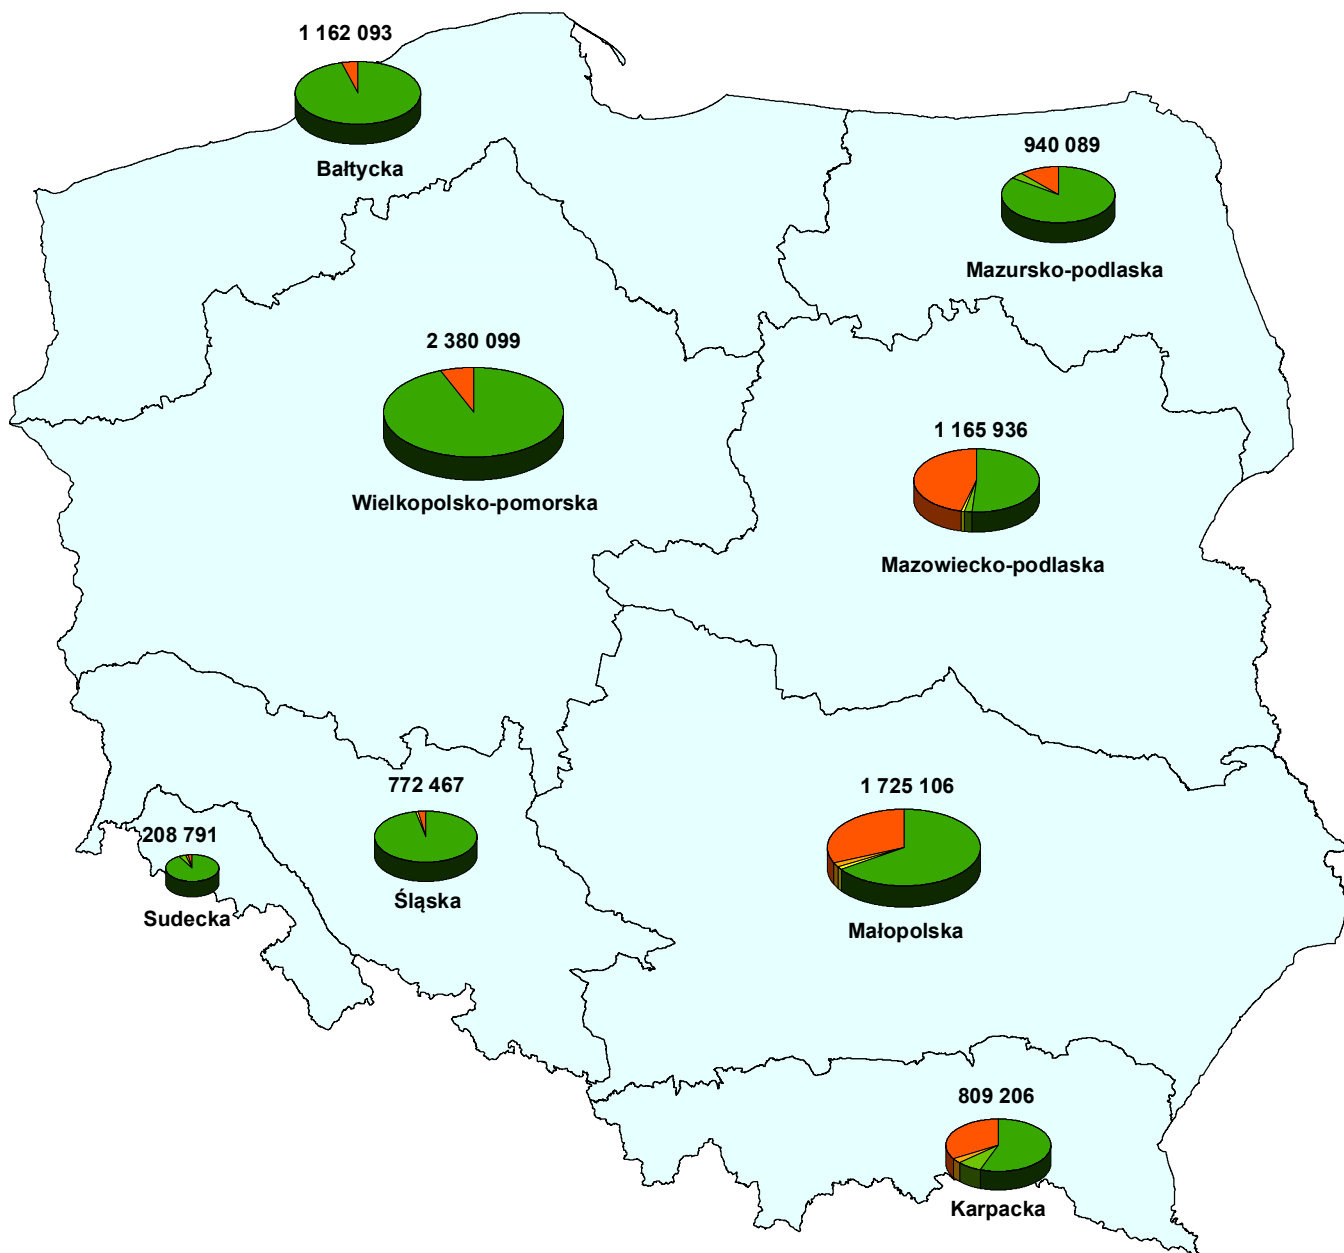 1 162 093
Bałtycka
940 089
Mazursko-podlaska
2 380 099
Wielkopolsko-pomorska
1 165 936
Mazowiecko-podlaska
772 467
Śląska
208 791
Sudecka
1 725 106
Małopolska
809 206
Karpacka